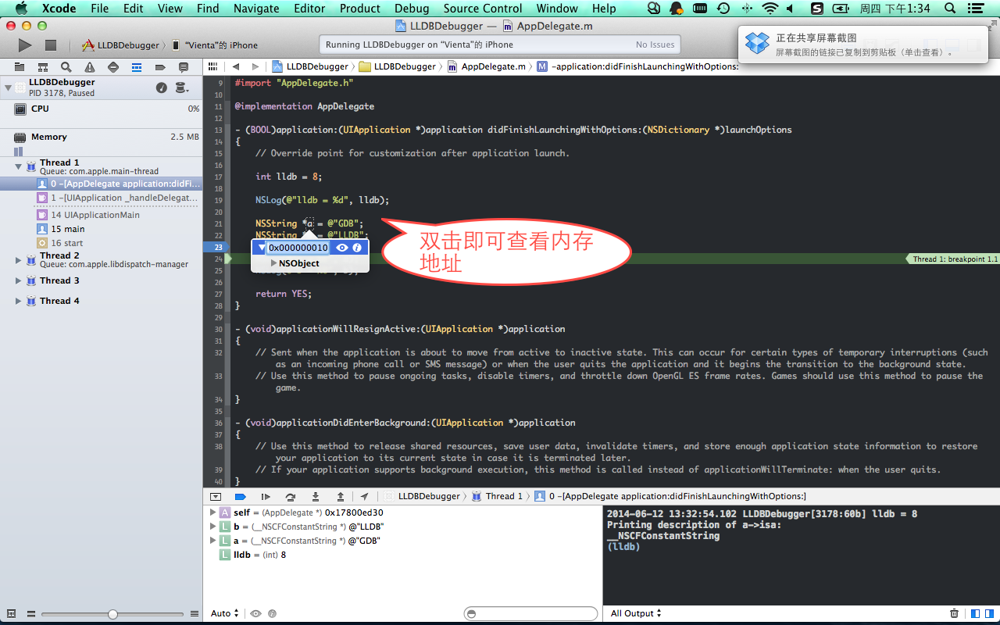 Xcode File Edit View Find Navigate Editor Product Debug Source Control Window Help 周四 下午1:34
LLDBDebugger — AppDelegate.m
LLDBDebugger 〉 “Vienta”的 iPhone
Running LLDBDebugger on “Vienta”的 iPhone No Issues
正在共享屏幕截图
屏幕截图的链接已复制到剪贴板（单击查看）。
LLDBDebugger 〉 LLDBDebugger 〉 AppDelegate.m 〉 M -application:didFinishLaunchingWithOptions:
LLDBDebugger
PID 3178, Paused
CPU 0%
Memory 2.5 MB
Thread 1
Queue: com.apple.main-thread
0 -[AppDelegate application:didFi...
1 -[UIApplication _handleDelegat...
14 UIApplicationMain
15 main
16 start
Thread 2
Queue: com.apple.libdispatch-manager
Thread 3
Thread 4
9 #import "AppDelegate.h"
10
11 @implementation AppDelegate
12
13 - (BOOL)application:(UIApplication *)application didFinishLaunchingWithOptions:(NSDictionary *)launchOptions
14 {
15 // Override point for customization after application launch.
16
17 int lldb = 8;
18
19 NSLog(@"lldb = %d", lldb);
20
21 NSString *a = @"GDB";
22 NSString * = @"LLDB";
23
0x000000010
NSObject
24 Thread 1: breakpoint 1.1
26
27 return YES;
28 }
29
30 - (void)applicationWillResignActive:(UIApplication *)application
31 {
32 // Sent when the application is about to move from active to inactive state. This can occur for certain types of temporary interruptions (such
as an incoming phone call or SMS message) or when the user quits the application and it begins the transition to the background state.
33 // Use this method to pause ongoing tasks, disable timers, and throttle down OpenGL ES frame rates. Games should use this method to pause the
game.
34 }
35
36 - (void)applicationDidEnterBackground:(UIApplication *)application
37 {
38 // Use this method to release shared resources, save user data, invalidate timers, and store enough application state information to restore
your application to its current state in case it is terminated later.
39 // If your application supports background execution, this method is called instead of applicationWillTerminate: when the user quits.
40 }
双击即可查看内存
地址
LLDBDebugger 〉 Thread 1 〉 0 -[AppDelegate application:didFinishLaunchingWithOptions:]
A self = (AppDelegate *) 0x17800ed30
L b = (__NSCFConstantString *) @"LLDB"
L a = (__NSCFConstantString *) @"GDB"
L lldb = (int) 8
2014-06-12 13:32:54.102 LLDBDebugger[3178:60b] lldb = 8
Printing description of a->isa:
__NSCFConstantString
(lldb)
Auto
All Output